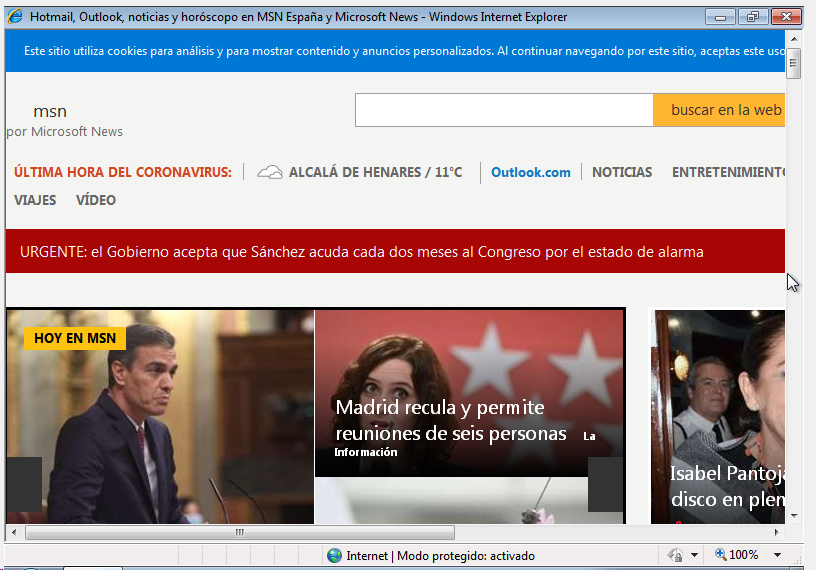 Hotmail, Outlook, noticias y horóscopo en MSN España y Microsoft News - Windows Internet Explorer
Este sitio utiliza cookies para análisis y para mostrar contenido y anuncios personalizados. Al continuar navegando por este sitio, aceptas este uso
msn
por Microsoft News
buscar en la web
ÚLTIMA HORA DEL CORONAVIRUS:
ALCALÁ DE HENARES / 11°C
Outlook.com
NOTICIAS
ENTRETENIMIENTO
VIAJES
VÍDEO
URGENTE: el Gobierno acepta que Sánchez acuda cada dos meses al Congreso por el estado de alarma
HOY EN MSN
Madrid recula y permite
reuniones de seis personas La
Información
Isabel Pantoja
disco en plen
Internet | Modo protegido: activado
100%